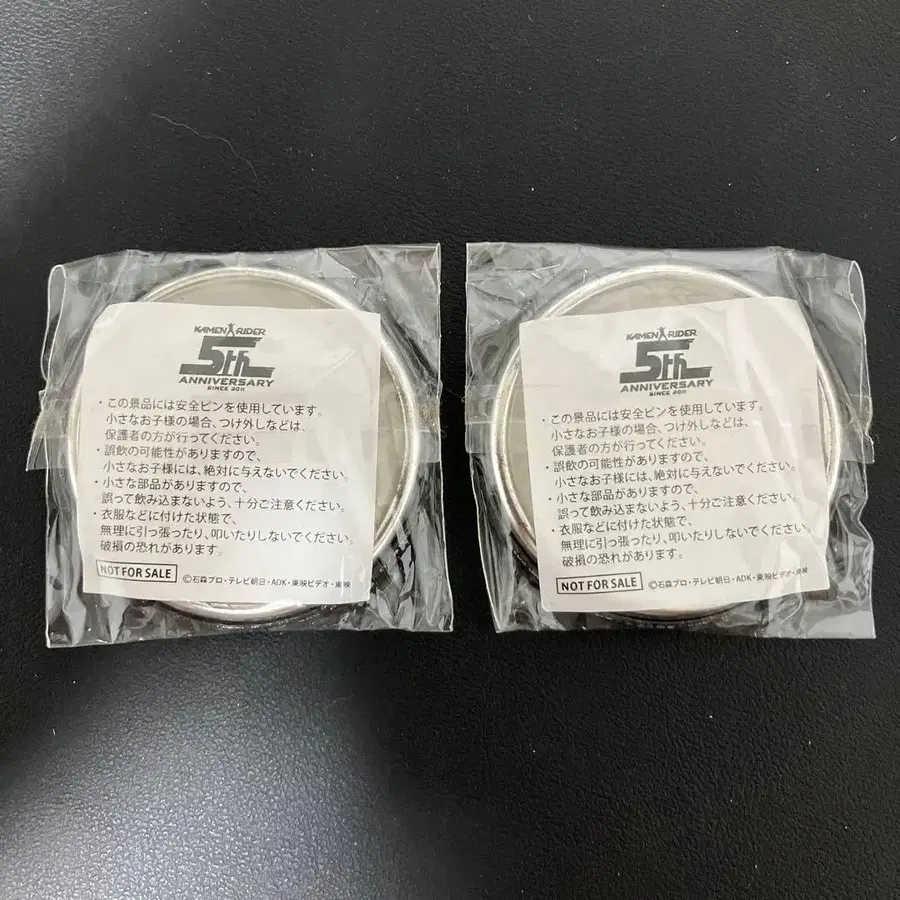 KAMEN RIDER
5th
ANNIVERSARY
SINCE 2011
・この景品には安全ピンを使用しています。
小さなお子様の場合、つけ外しなどは、
保護者の方が行ってください。
・誤飲の可能性がありますので、
小さなお子様には、絶対に与えないでください。
・小さな部品がありますので、
誤って飲み込まないよう、十分ご注意ください。
・衣服などに付けた状態で、
無理に引っ張ったり、叩いたりしないでください。
破損の恐れがあります。
NOT FOR SALE ©石森プロ・テレビ朝日・ADK・東映ビデオ・東映
KAMEN RIDER
5th
ANNIVERSARY
SINCE 2011
・この景品には安全ピンを使用しています。
小さなお子様の場合、つけ外しなどは、
保護者の方が行ってください。
・誤飲の可能性がありますので、
小さなお子様には、絶対に与えないでください。
・小さな部品がありますので、
誤って飲み込まないよう、十分ご注意ください。
・衣服などに付けた状態で、
無理に引っ張ったり、叩いたりしないでください。
破損の恐れがあります。
NOT FOR SALE ©石森プロ・テレビ朝日・ADK・東映ビデオ・東映